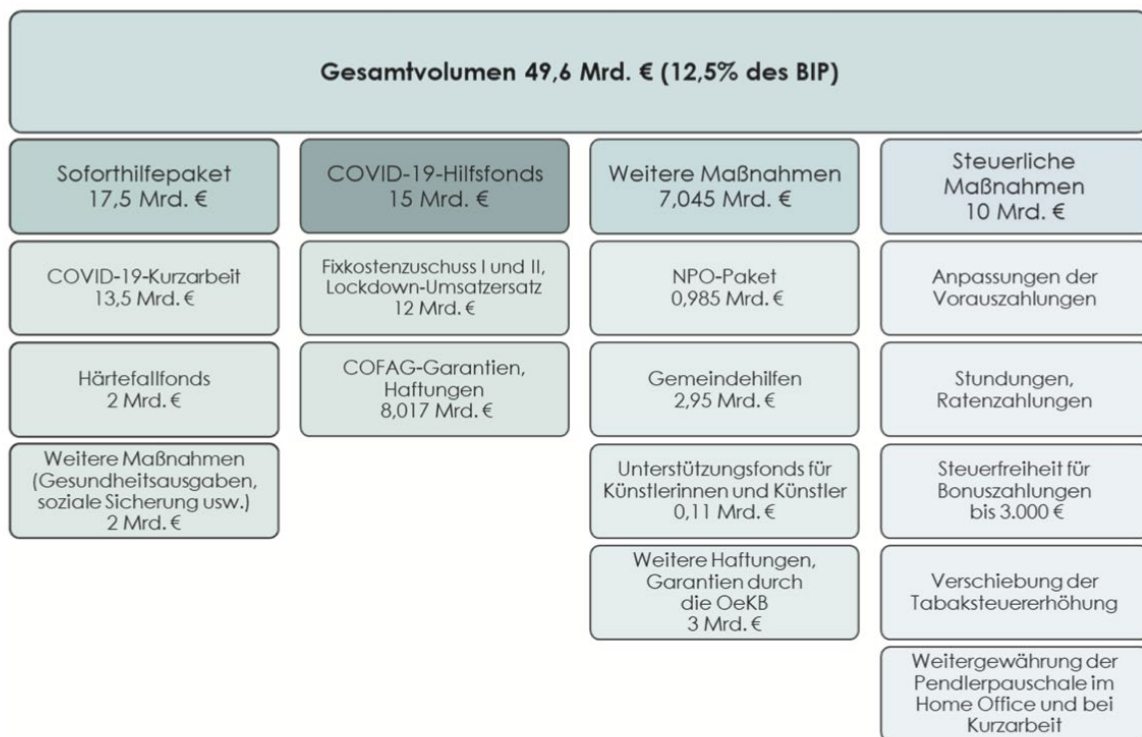 Gesamtvolumen 49,6 Mrd. € (12,5% des BIP)
Soforthilfepaket
17,5 Mrd. €
COVID-19-Kurzarbeit
13,5 Mrd. €
Härtefallfonds
2 Mrd. €
Weitere Maßnahmen
(Gesundheitsausgaben,
soziale Sicherung usw.)
2 Mrd. €
COVID-19-Hilfsfonds
15 Mrd. €
Fixkostenzuschuss I und II,
Lockdown-Umsatzersatz
12 Mrd. €
COFAG-Garantien,
Haftungen
8,017 Mrd. €
Weitere Maßnahmen
7,045 Mrd. €
NPO-Paket
0,985 Mrd. €
Gemeindehilfen
2,95 Mrd. €
Unterstützungsfonds für
Künstlerinnen und Künstler
0,11 Mrd. €
Weitere Haftungen,
Garantien durch
die OeKB
3 Mrd. €
Steuerliche
Maßnahmen
10 Mrd. €
Anpassungen der
Vorauszahlungen
Stundungen,
Ratenzahlungen
Steuerfreiheit für
Bonuszahlungen
bis 3.000 €
Verschiebung der
Tabaksteuererhöhung
Weitergewährung der
Pendlerpauschale im
Home Office und bei
Kurzarbeit